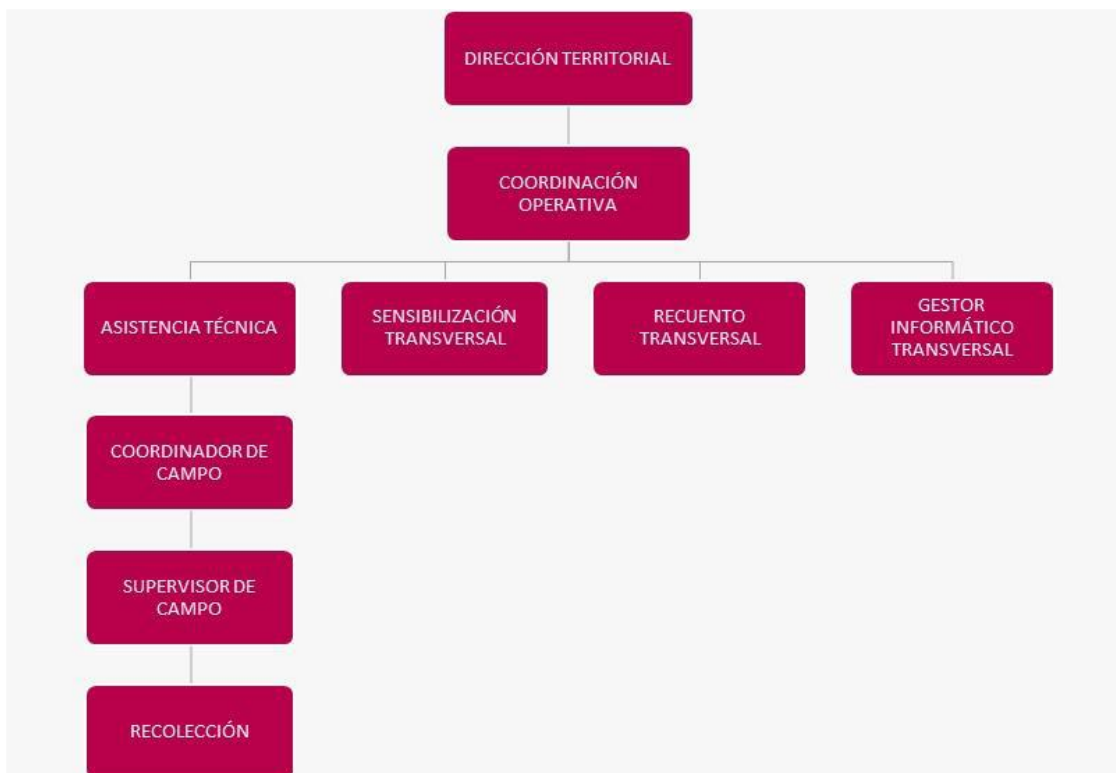 DIRECCIÓN TERRITORIAL
COORDINACIÓN
OPERATIVA
ASISTENCIA TÉCNICA
SENSIBILIZACIÓN
TRANSVERSAL
RECUENTO
TRANSVERSAL
GESTOR
INFORMÁTICO
TRANSVERSAL
COORDINADOR DE
CAMPO
SUPERVISOR DE
CAMPO
RECOLECCIÓN